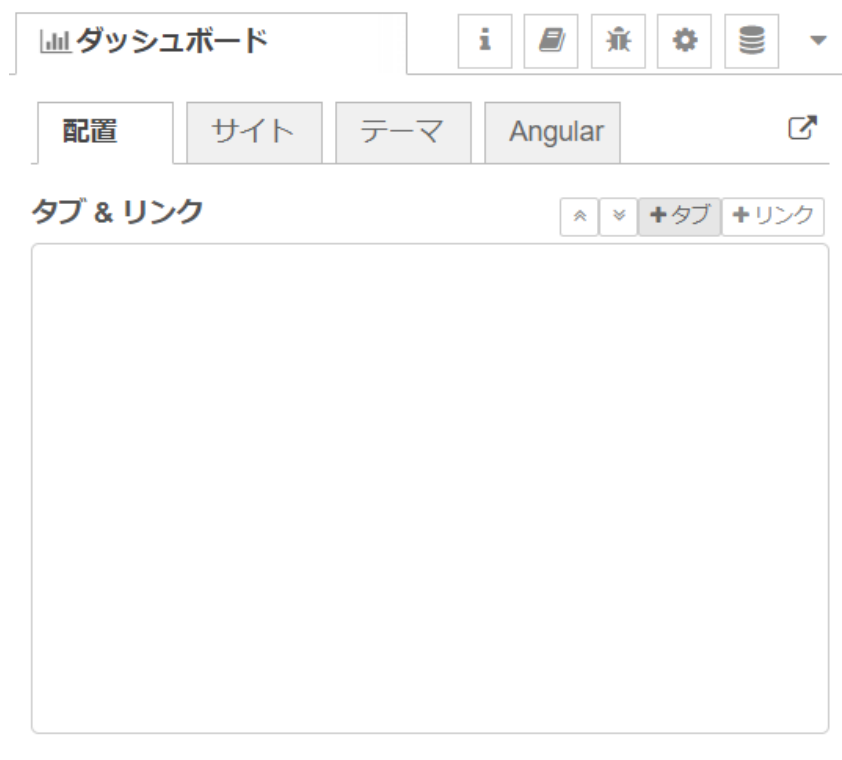 ダッシュボード
配置 サイト テーマ Angular
タブ & リンク +タブ +リンク